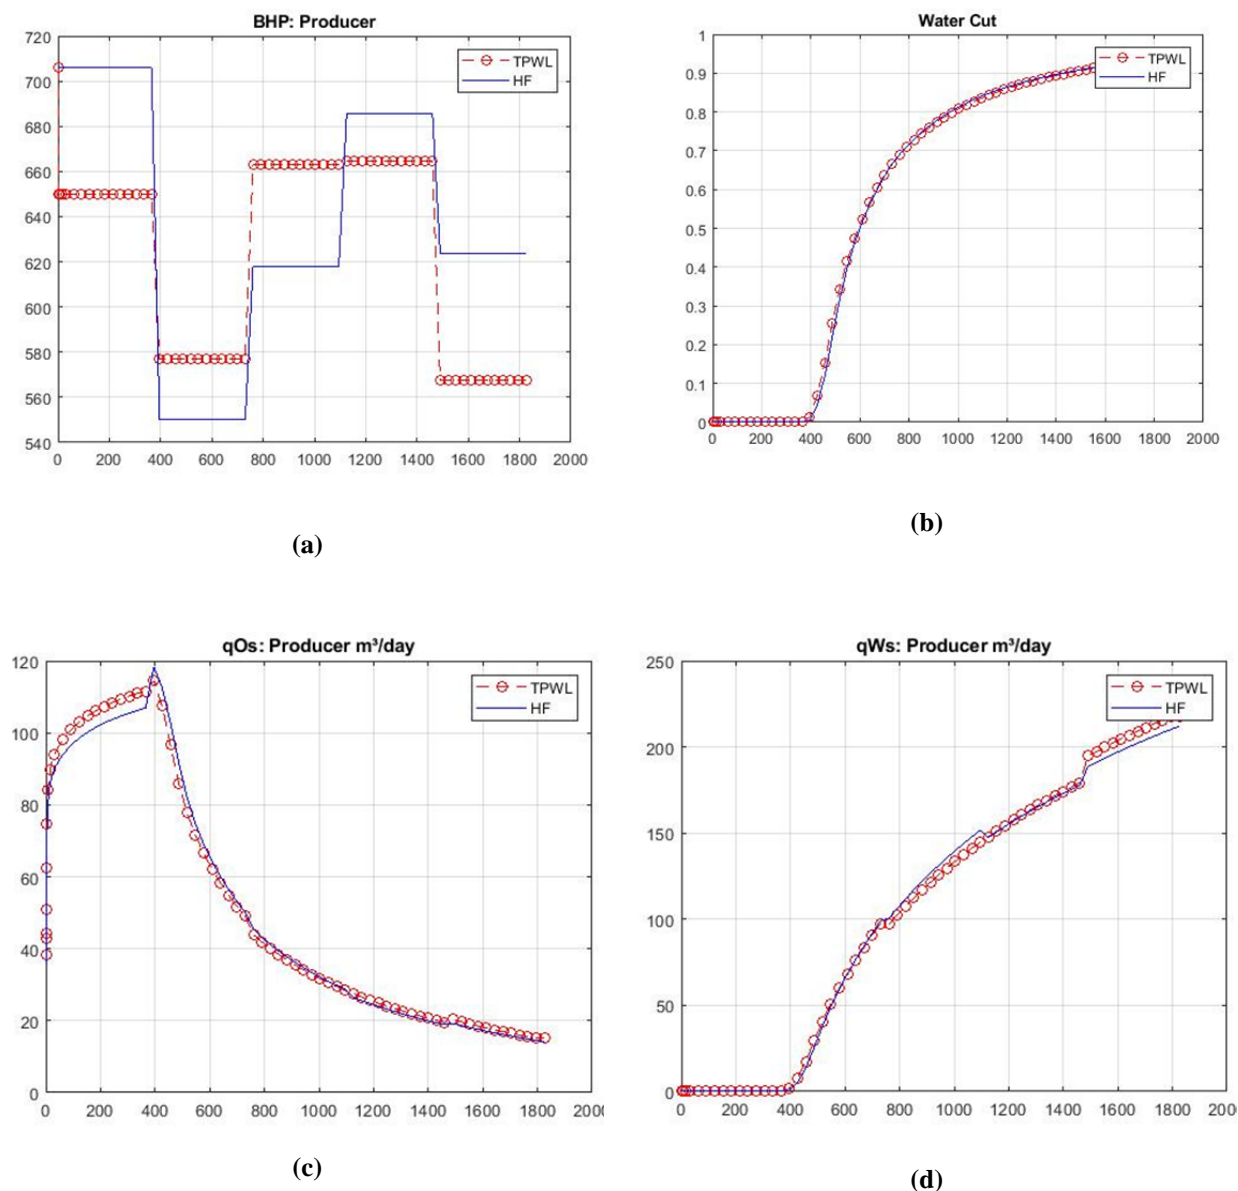 BHP: Producer
720
700
680
660
640
620
600
580
560
540
0 200 400 600 800 1000 1200 1400 1600 1800 2000
TPWL
HF
(a)
Water Cut
1
0.9
0.8
0.7
0.6
0.5
0.4
0.3
0.2
0.1
0
0 200 400 600 800 1000 1200 1400 1600 1800 2000
TPWL
HF
(b)
qOs: Producer m³/day
120
100
80
60
40
20
0
0 200 400 600 800 1000 1200 1400 1600 1800 2000
TPWL
HF
(c)
qWs: Producer m³/day
250
200
150
100
50
0
0 200 400 600 800 1000 1200 1400 1600 1800 200
TPWL
HF
(d)